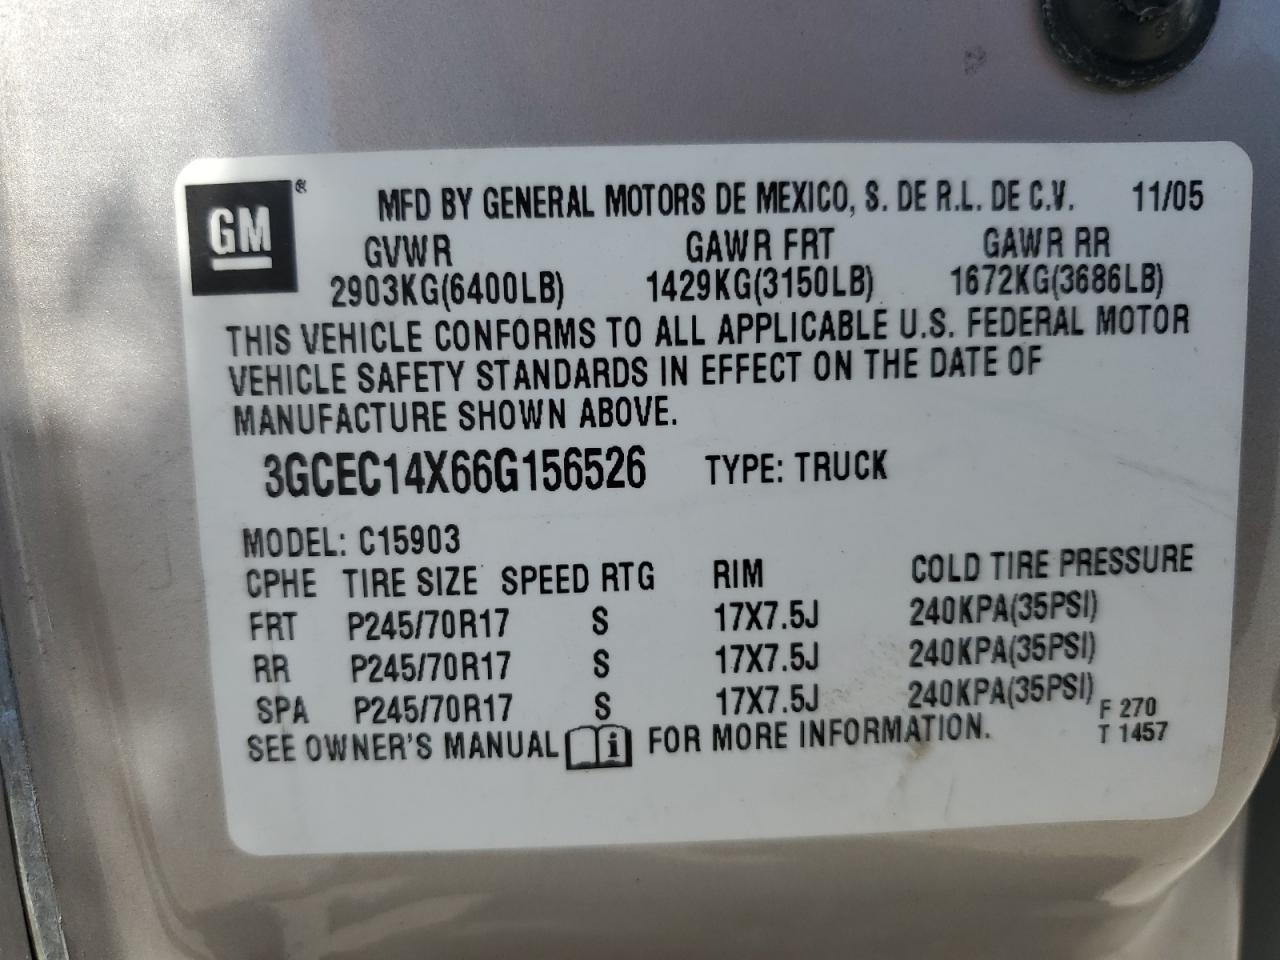 GM ® MFD BY GENERAL MOTORS DE MEXICO, S. DE R.L. DE C.V. 11/05
GVWR GAWR FRT GAWR RR
2903KG(6400LB) 1429KG(3150LB) 1672KG(3686LB)
THIS VEHICLE CONFORMS TO ALL APPLICABLE U.S. FEDERAL MOTOR
VEHICLE SAFETY STANDARDS IN EFFECT ON THE DATE OF
MANUFACTURE SHOWN ABOVE.
3GCEC14X66G156526 TYPE: TRUCK
MODEL: C15903
CPHE TIRE SIZE SPEED RTG RIM COLD TIRE PRESSURE
FRT P245/70R17 S 17X7.5J 240KPA(35PSI)
RR P245/70R17 S 17X7.5J 240KPA(35PSI)
SPA P245/70R17 S 17X7.5J 240KPA(35PSI) F 270
SEE OWNER'S MANUAL i FOR MORE INFORMATION. T 1457